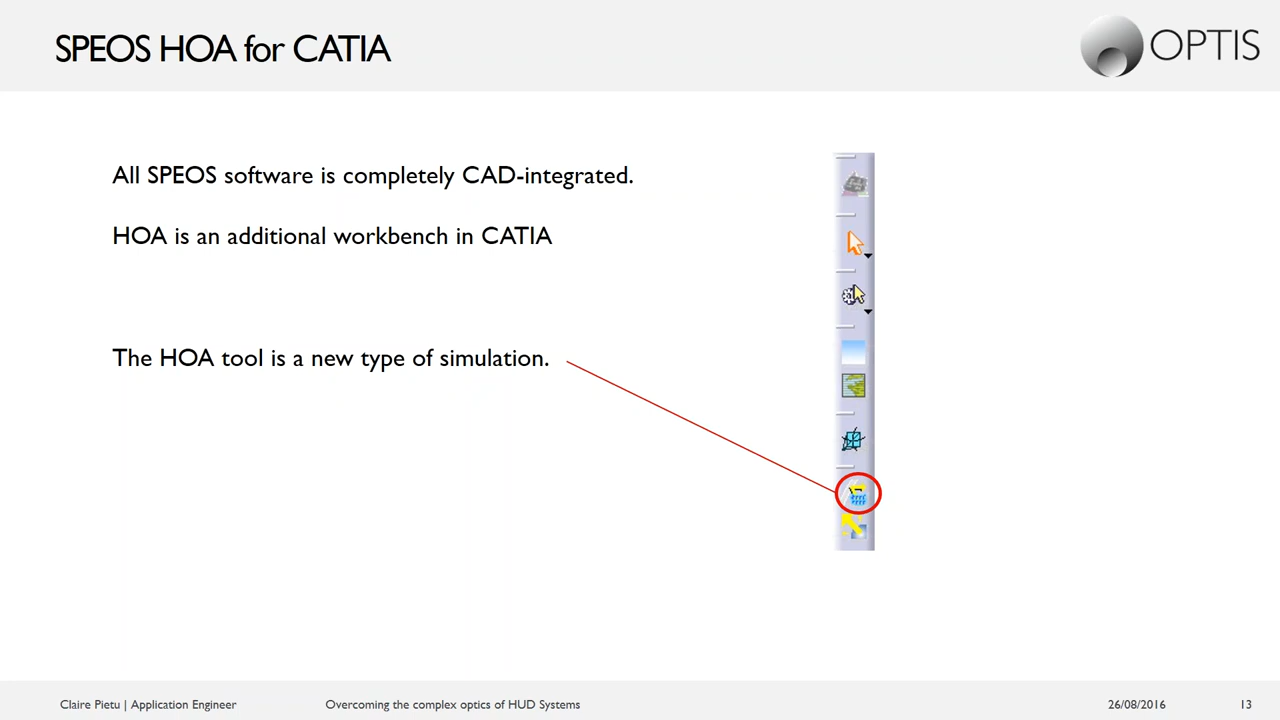 SPEOS HOA for CATIA
OPTIS
All SPEOS software is completely CAD-integrated.
HOA is an additional workbench in CATIA
The HOA tool is a new type of simulation.
Claire Pietu | Application Engineer
Overcoming the complex optics of HUD Systems
26/08/2016
13